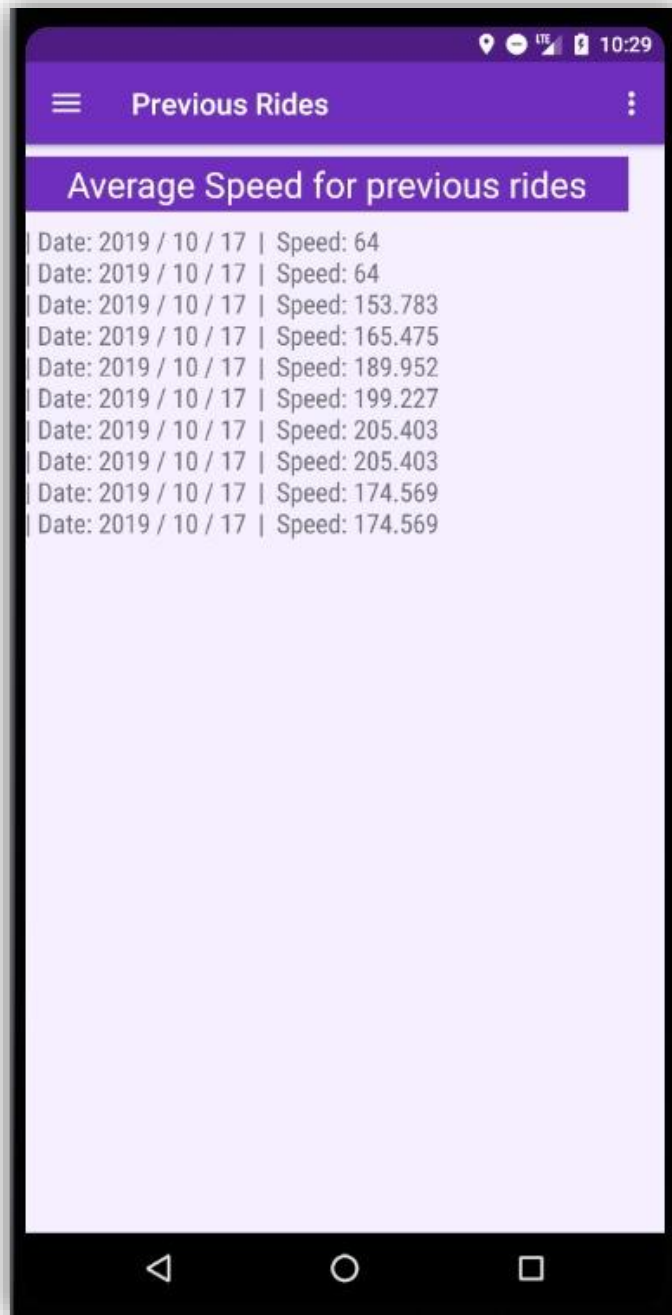 LTE 10:29
Previous Rides
Average Speed for previous rides
| Date: 2019 / 10 / 17 | Speed: 64
| Date: 2019 / 10 / 17 | Speed: 64
| Date: 2019 / 10 / 17 | Speed: 153.783
| Date: 2019 / 10 / 17 | Speed: 165.475
| Date: 2019 / 10 / 17 | Speed: 189.952
| Date: 2019 / 10 / 17 | Speed: 199.227
| Date: 2019 / 10 / 17 | Speed: 205.403
| Date: 2019 / 10 / 17 | Speed: 205.403
| Date: 2019 / 10 / 17 | Speed: 174.569
| Date: 2019 / 10 / 17 | Speed: 174.569